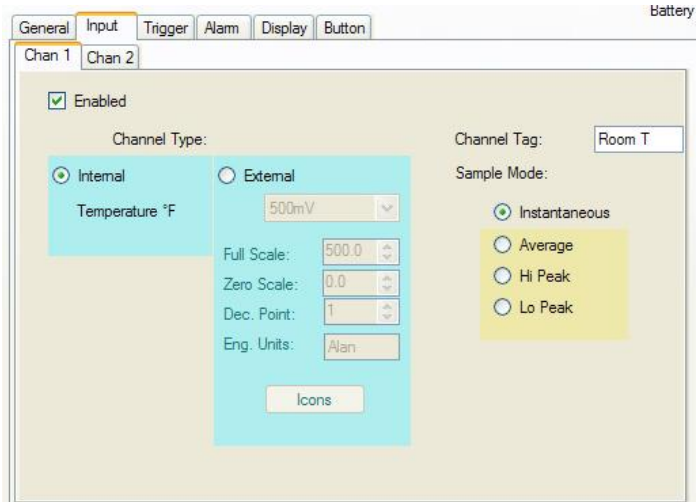 Battery
General Input Trigger Alarm Display Button
Chan 1 Chan 2
Enabled
Channel Type:
Channel Tag: Room T
Internal
External
Sample Mode:
Temperature °F
500mV
Instantaneous
Full Scale: 500.0
Average
Zero Scale: 0.0
Hi Peak
Dec. Point: 1
Lo Peak
Eng. Units: Alan
Icons